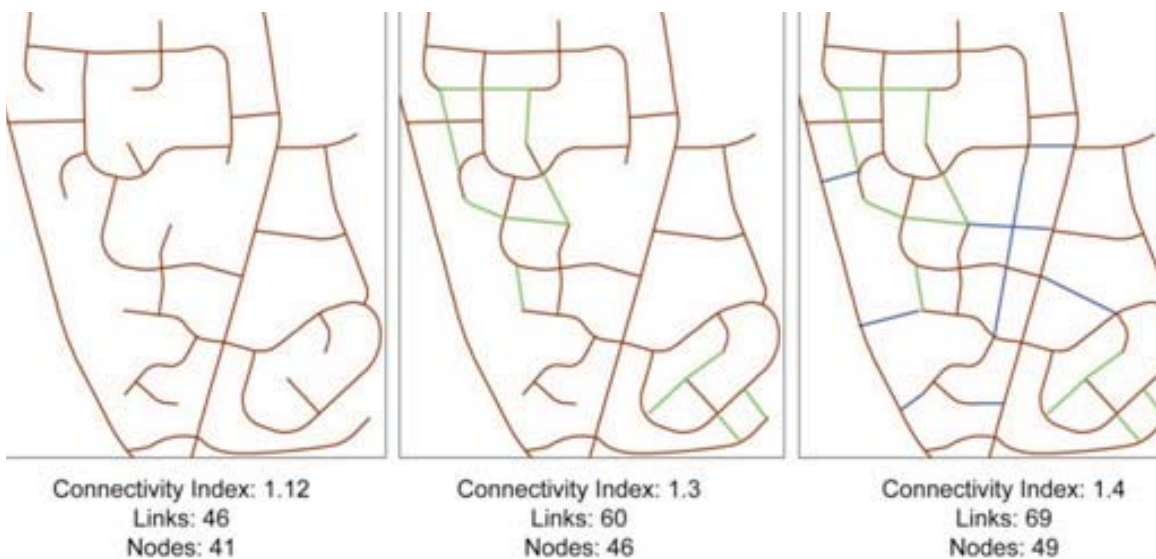 Connectivity Index: 1.12
Links: 46
Nodes: 41
Connectivity Index: 1.3
Links: 60
Nodes: 46
Connectivity Index: 1.4
Links: 69
Nodes: 49